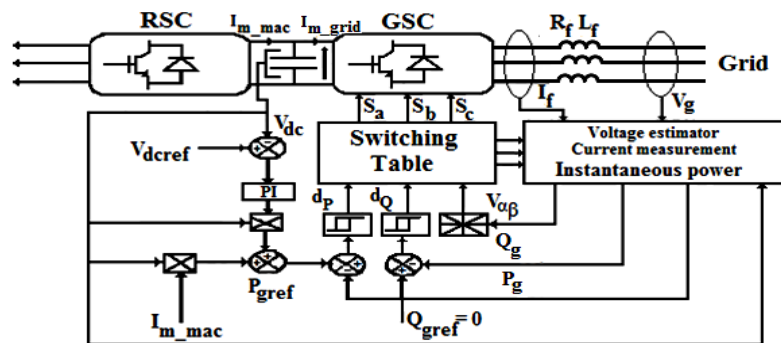 RSC
I_m_mac
I_m_grid
GSC
R_f L_f
Grid
I_f
V_g
S_a
S_b
S_c
V_dc
V_dcref
+
-
Switching
Table
Voltage estimator
Current measurement
Instantaneous power
PI
d_P
d_Q
V_αβ
Q_g
+
+
-
+
+
-
P_gref
P_g
I_m_mac
Q_gref = 0